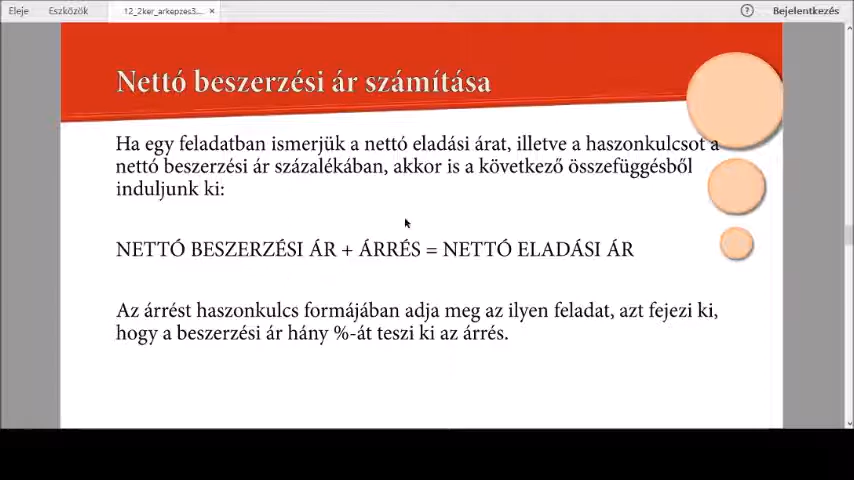 Eleje Eszközök 12_2ker_arkepzes3... × ? Bejelentkezés
Nettó beszerzési ár számítása
Ha egy feladatban ismerjük a nettó eladási árat, illetve a haszonkulcsot a
nettó beszerzési ár százalékában, akkor is a következő összefüggésből
induljunk ki:
NETTÓ BESZERZÉSI ÁR + ÁRRÉS = NETTÓ ELADÁSI ÁR
Az árrést haszonkulcs formájában adja meg az ilyen feladat, azt fejezi ki,
hogy a beszerzési ár hány %-át teszi ki az árrés.